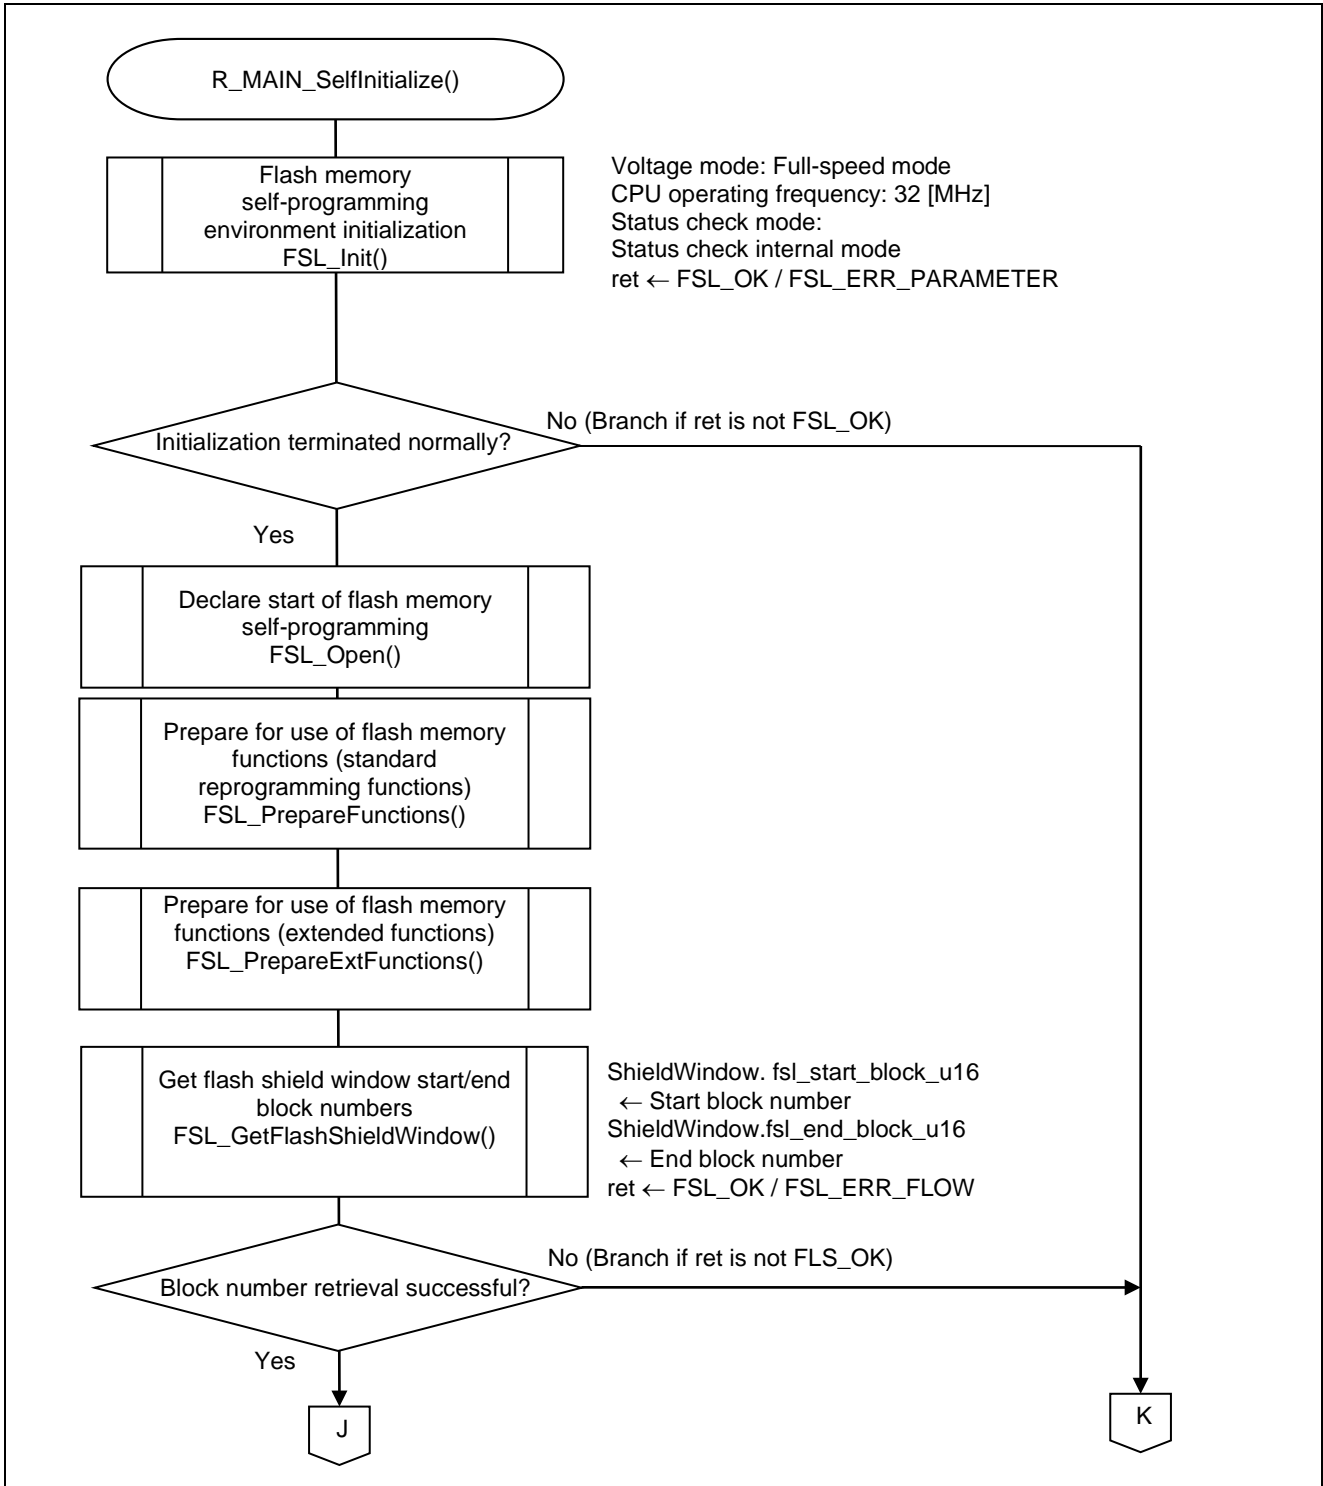 R_MAIN_SelfInitialize()
Flash memory
self-programming
environment initialization
FSL_Init()
Voltage mode: Full-speed mode
CPU operating frequency: 32 [MHz]
Status check mode:
Status check internal mode
ret ← FSL_OK / FSL_ERR_PARAMETER
Initialization terminated normally?
No (Branch if ret is not FSL_OK)
Yes
Declare start of flash memory
self-programming
FSL_Open()
Prepare for use of flash memory
functions (standard
reprogramming functions)
FSL_PrepareFunctions()
Prepare for use of flash memory
functions (extended functions)
FSL_PrepareExtFunctions()
Get flash shield window start/end
block numbers
FSL_GetFlashShieldWindow()
ShieldWindow. fsl_start_block_u16
← Start block number
ShieldWindow.fsl_end_block_u16
← End block number
ret ← FSL_OK / FSL_ERR_FLOW
Block number retrieval successful?
No (Branch if ret is not FLS_OK)
Yes
J
K